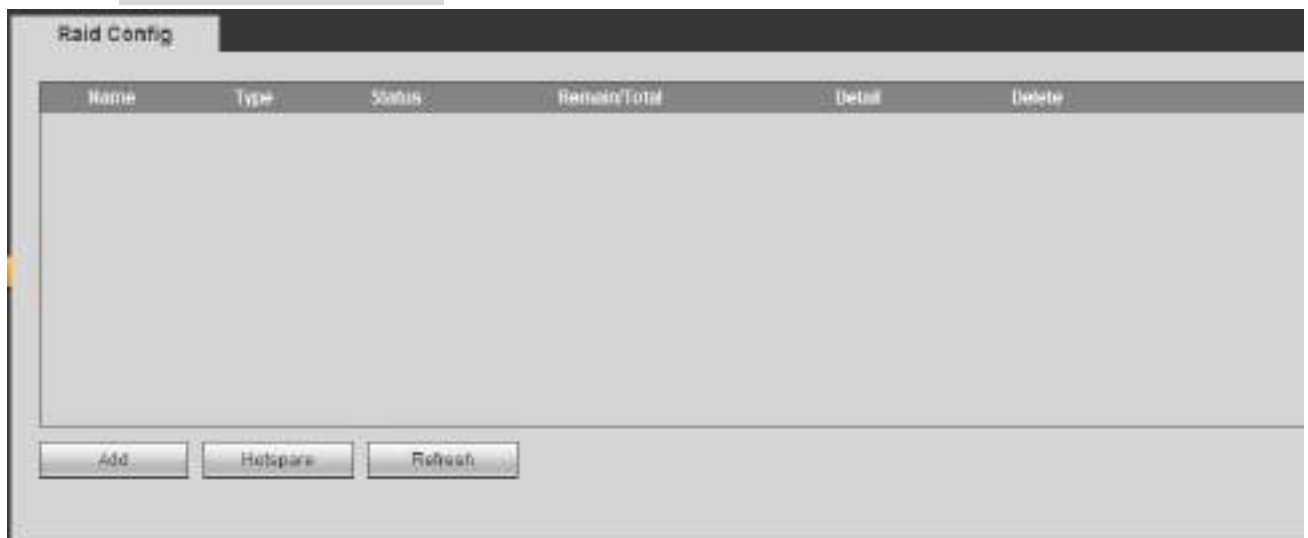 Raid Config
Name Type Status Remain/Total Detail Delete
Add Hotspare Refresh